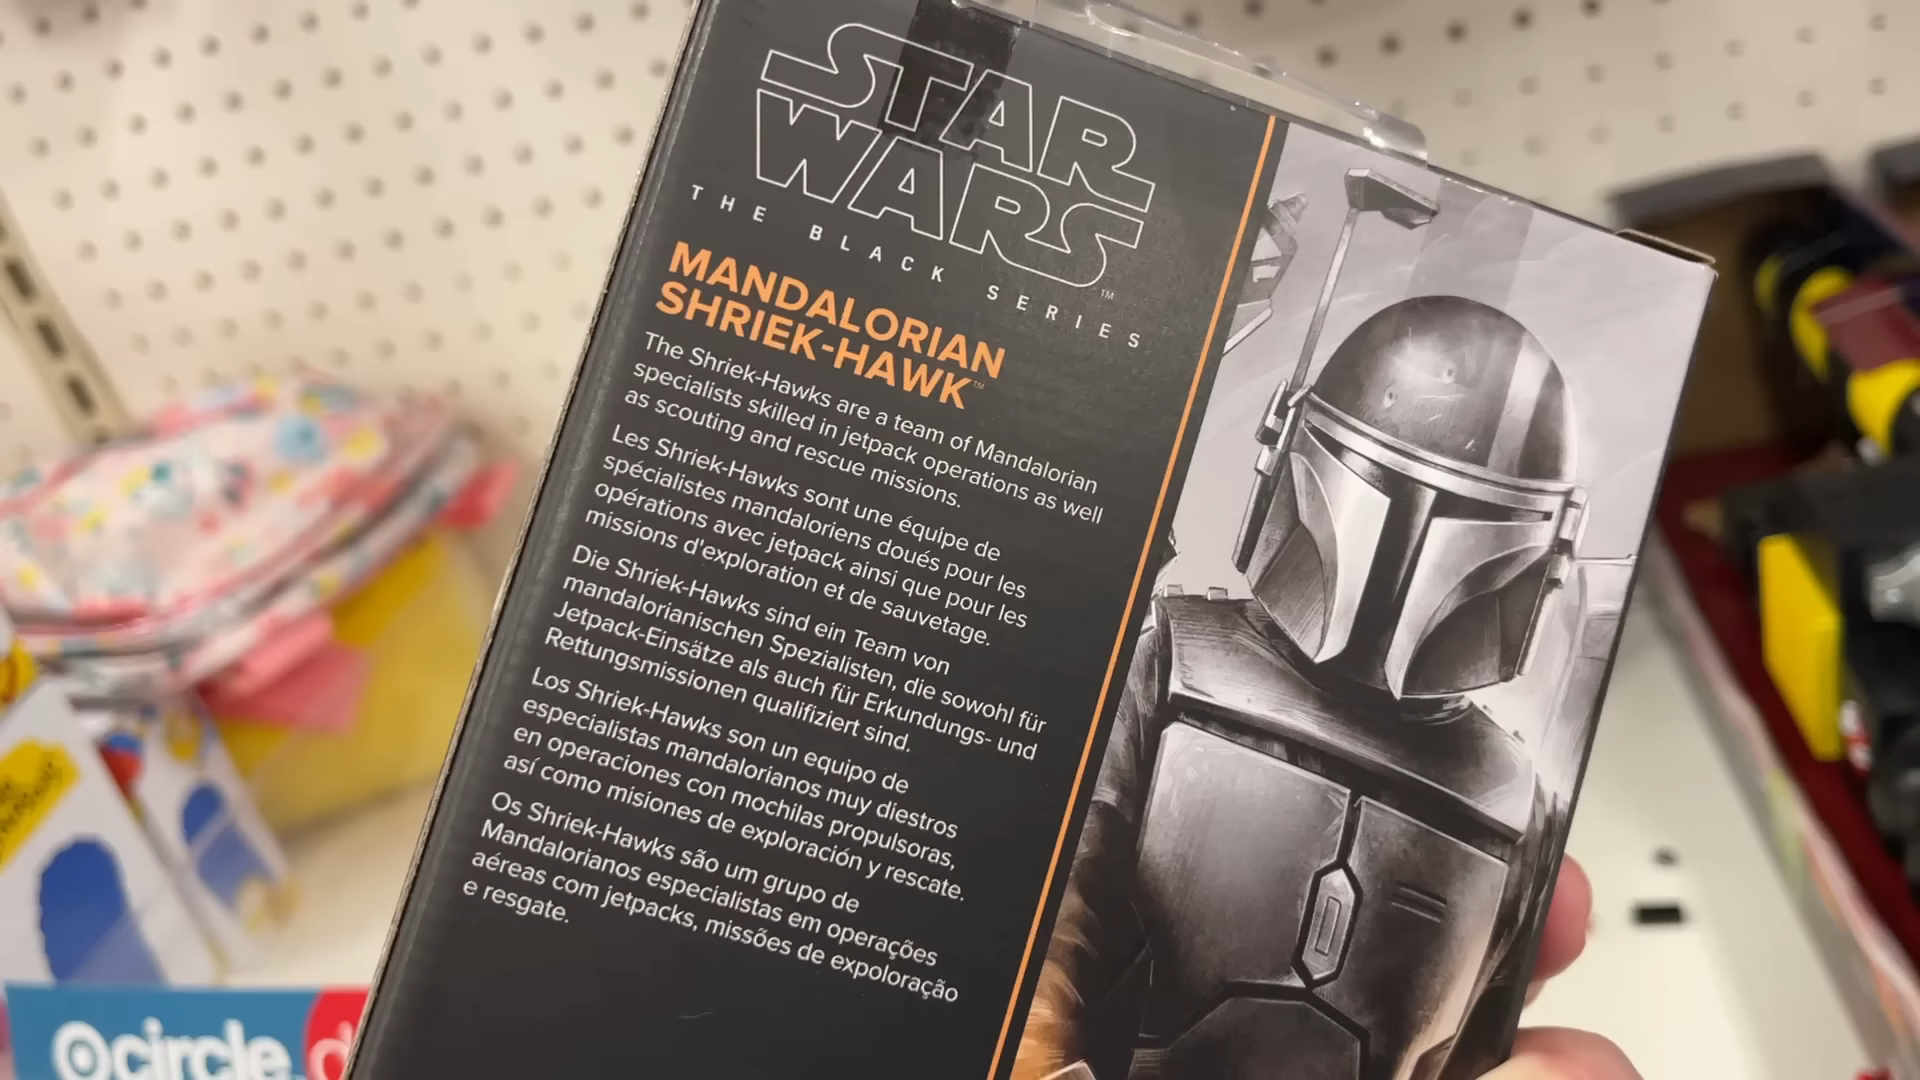 STAR
WARS™
THE BLACK SERIES
MANDALORIAN
SHRIEK-HAWK™
The Shriek-Hawks are a team of Mandalorian
specialists skilled in jetpack operations as well
as scouting and rescue missions.
Les Shriek-Hawks sont une équipe de
spécialistes mandaloriens doués pour les
opérations avec jetpack ainsi que pour les
missions d'exploration et de sauvetage.
Die Shriek-Hawks sind ein Team von
mandalorianischen Spezialisten, die sowohl für
Jetpack-Einsätze als auch für Erkundungs- und
Rettungsmissionen qualifiziert sind.
Los Shriek-Hawks son un equipo de
especialistas mandalorianos muy diestros
en operaciones con mochilas propulsoras,
así como misiones de exploración y rescate.
Os Shriek-Hawks são um grupo de
Mandalorianos especialistas em operações
aéreas com jetpacks, missões de expoloração
e resgate.
circle